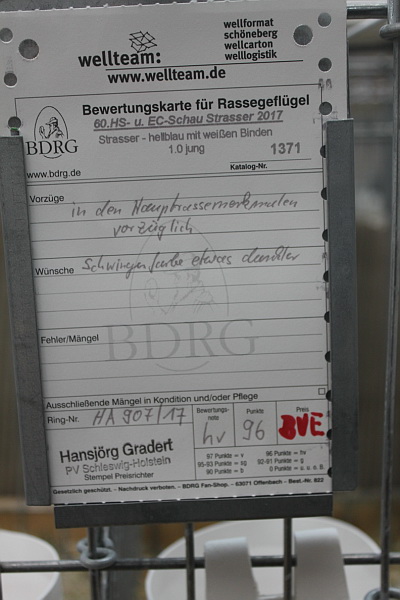 wellteam:
wellformat
schöneberg
wellcarton
welllogistik
www.wellteam.de
BDRG
Bewertungskarte für Rassegeflügel
60.HS- u. EC-Schau Strasser 2017
Strasser - hellblau mit weißen Binden
1.0 jung
1371
www.bdrg.de
Katalog-Nr.
Vorzüge in den Hauptrassemerkmalen
vorzüglich
Wünsche Schwingenfarbe etwas dunkler
BDRG
Fehler/Mängel
Ausschließende Mängel in Kondition und/oder Pflege
Ring-Nr. HA 907/17
Bewertungs-
note
hv
Punkte
96
Preis
BVE
Hansjörg Gradert
PV Schleswig-Holstein
Stempel Preisrichter
97 Punkte = v 96 Punkte = hv
95-93 Punkte = sg 92-91 Punkte = g
90 Punkte = b 0 Punkte = u. o. B.
Gesetzlich geschützt. - Nachdruck verboten. - BDRG Fan-Shop. - 63071 Offenbach - Best.-Nr. 822